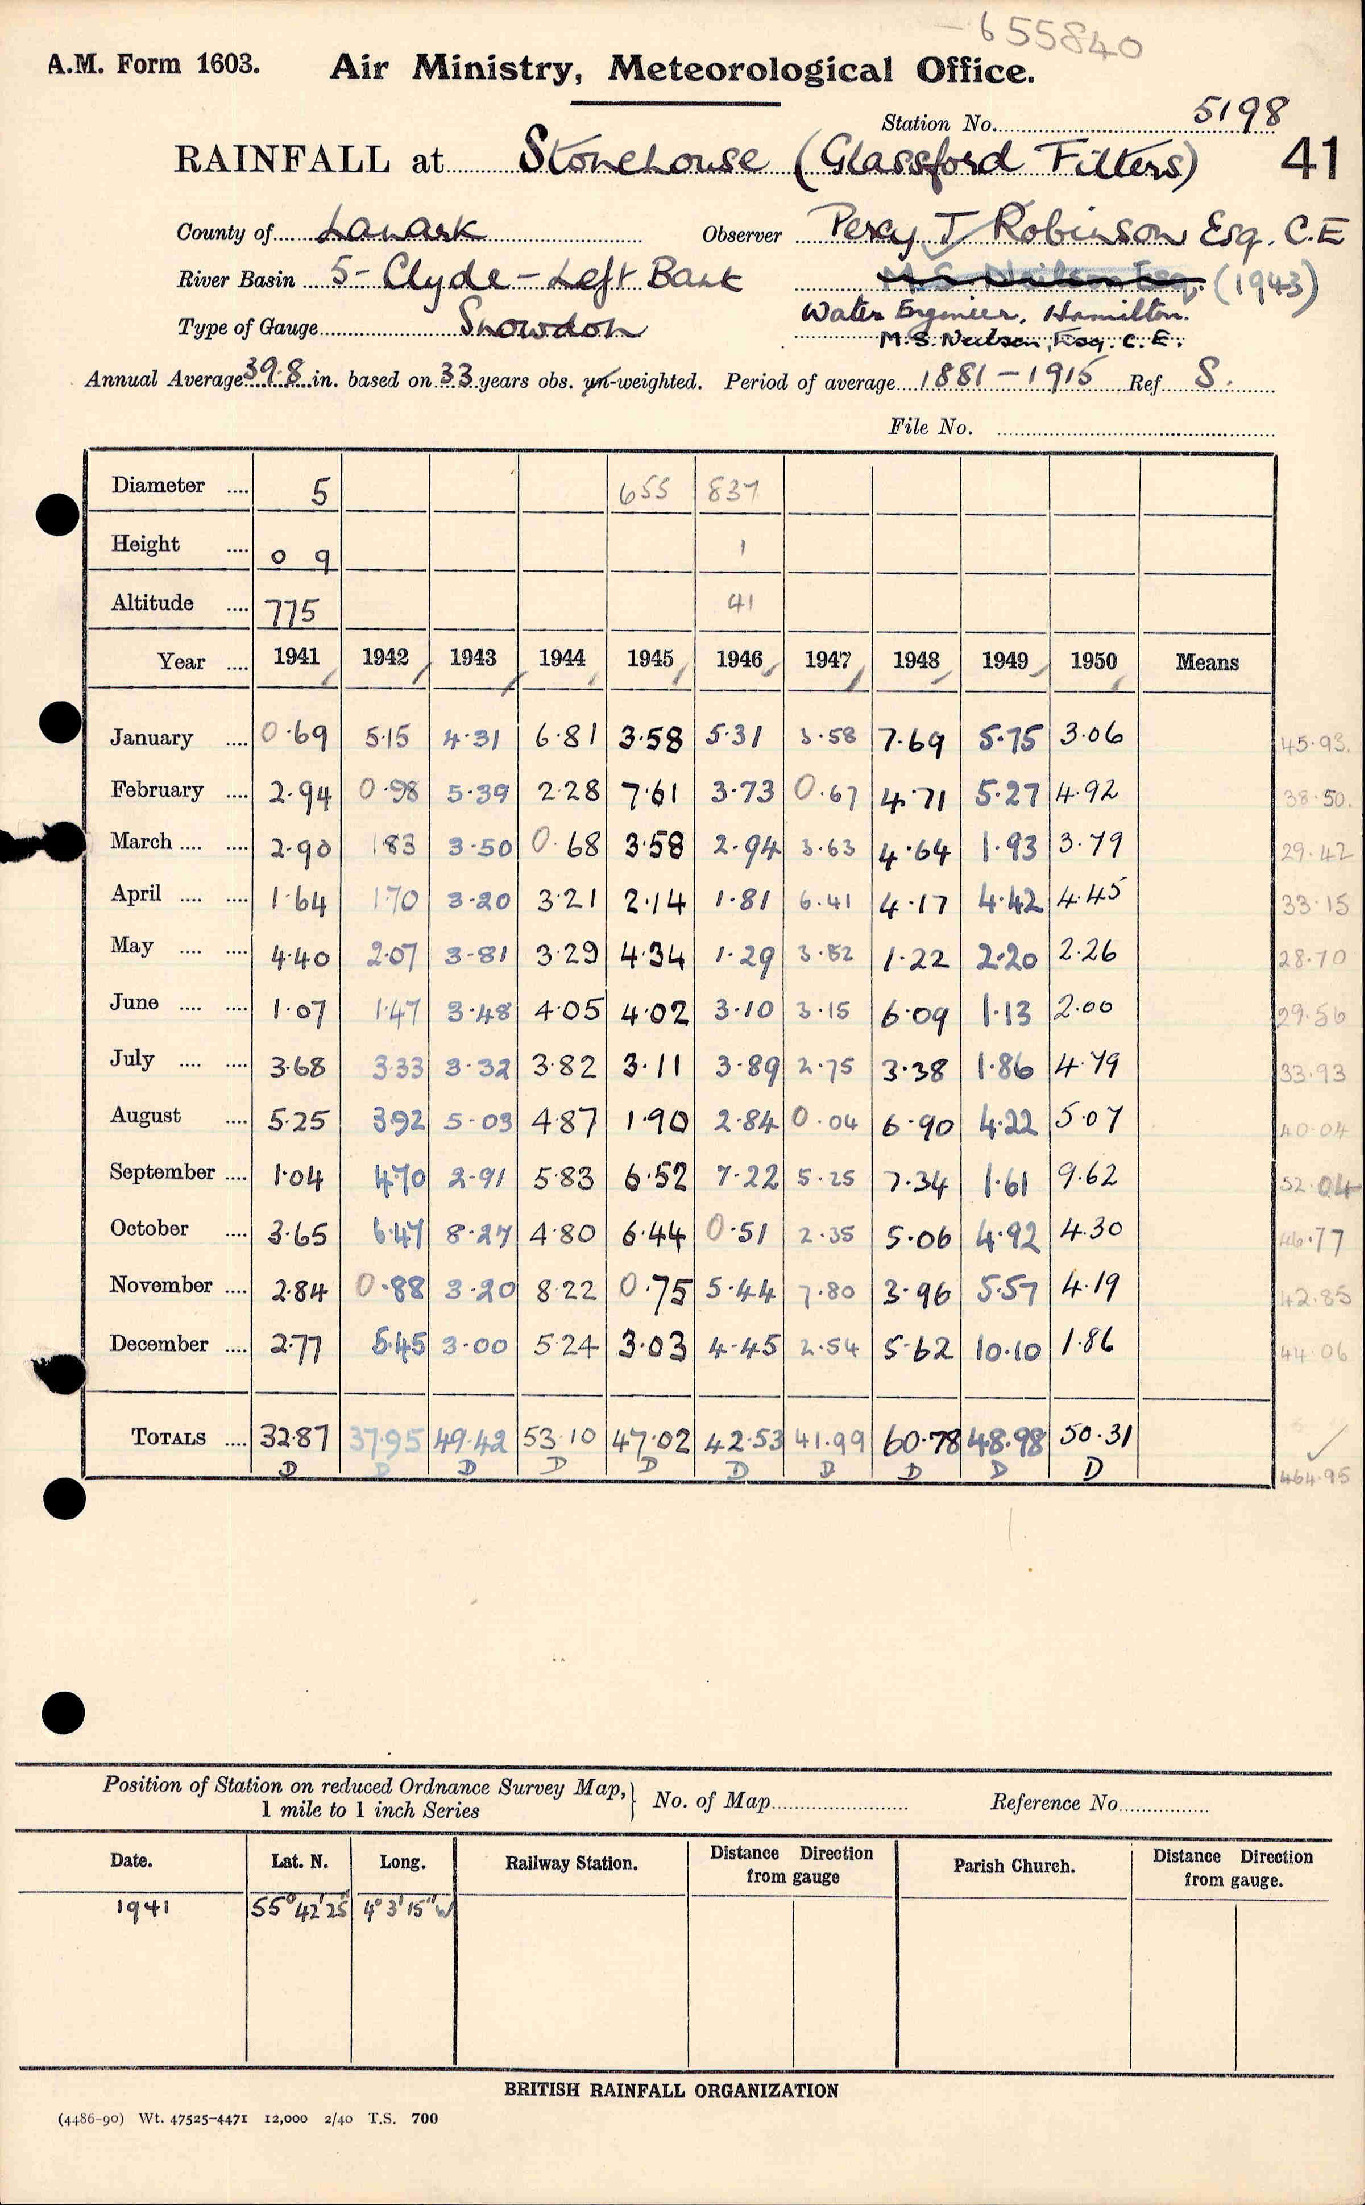 655840
A.M. Form 1603. Air Ministry, Meteorological Office.
Station No. 5198
RAINFALL at Stonehouse (Glassford Filters) 41
County of Lanark Observer Percy T Robinson Esq. C.E
River Basin 5 - Clyde - Left Bank M.S. Neilson Esq. (1943)
Type of Gauge Snowdon Water Engineer, Hamilton.
M.S. Neilson, Esq. C.E.
Annual Average 39.8 in. based on 33 years obs. un-weighted. Period of average 1881-1915 Ref S.
File No.
Diameter .... 5 655 837
Height .... 0 9 1
Altitude .... 775 41
Year .... 1941 1942 1943 1944 1945 1946 1947 1948 1949 1950 Means
January .... 0.69 5.15 4.31 6.81 3.58 5.31 3.58 7.69 5.75 3.06 45.93.
February .... 2.94 0.98 5.39 2.28 7.61 3.73 0.67 4.71 5.27 4.92 38.50.
March .... .... 2.90 1.83 3.50 0.68 3.58 2.94 3.63 4.64 1.93 3.79 29.42
April .... .... 1.64 1.70 3.20 3.21 2.14 1.81 6.41 4.17 4.42 4.45 33.15
May .... .... 4.40 2.07 3.81 3.29 4.34 1.29 3.82 1.22 2.20 2.26 28.70
June .... .... 1.07 1.47 3.48 4.05 4.02 3.10 3.15 6.09 1.13 2.00 29.56
July .... .... 3.68 3.33 3.32 3.82 3.11 3.89 2.75 3.38 1.86 4.79 33.93
August .... 5.25 3.92 5.03 4.87 1.90 2.84 0.04 6.90 4.22 5.07 40.04
September .... 1.04 4.70 2.91 5.83 6.52 7.22 5.25 7.34 1.61 9.62 52.04
October .... 3.65 6.47 8.27 4.80 6.44 0.51 2.35 5.06 4.92 4.30 46.77
November .... 2.84 0.88 3.20 8.22 0.75 5.44 7.80 3.96 5.57 4.19 42.85
December .... 2.77 5.45 3.00 5.24 3.03 4.45 2.54 5.62 10.10 1.86 44.06
TOTALS .... 32.87 37.95 49.42 53.10 47.02 42.53 41.99 60.78 48.98 50.31
D D D D D D D D D D 464.95
Position of Station on reduced Ordnance Survey Map, No. of Map Reference No.
1 mile to 1 inch Series
Date. Lat. N. Long. Railway Station. Distance from gauge Direction Parish Church. Distance from gauge. Direction
1941 55° 42' 25" 4° 3' 15" W
BRITISH RAINFALL ORGANIZATION
(4486-90) Wt. 47525-4471 12,000 2/40 T.S. 700